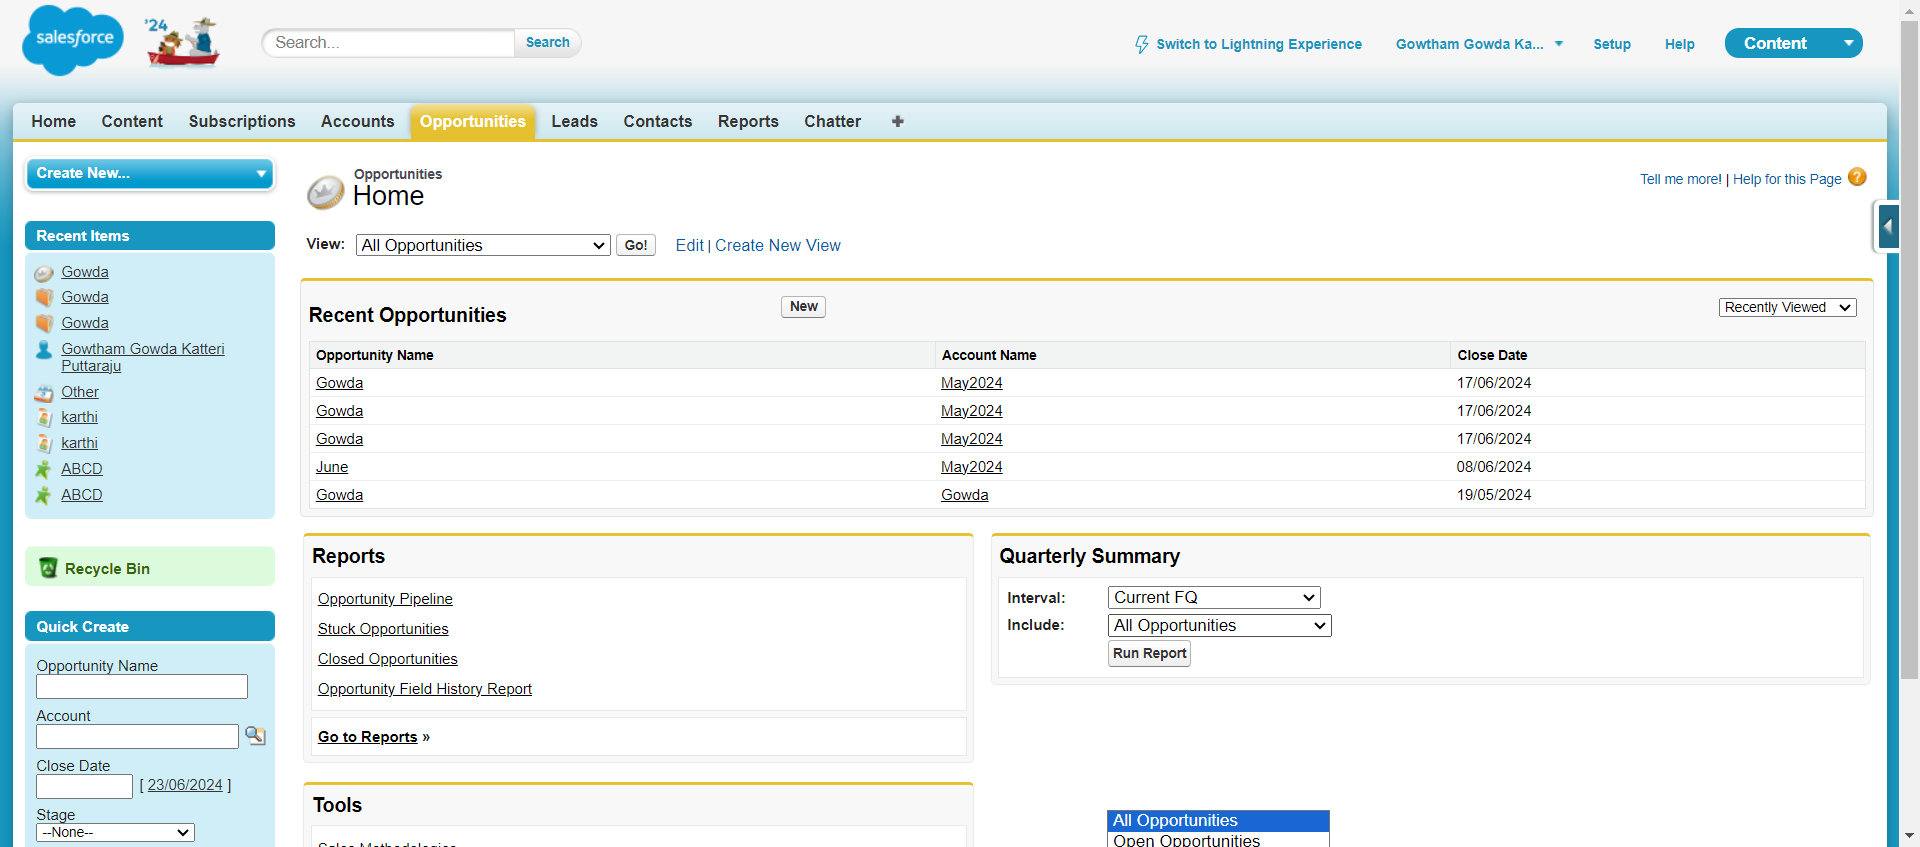 salesforce
'24
Search...
Search
Switch to Lightning Experience
Gowtham Gowda Ka...
Setup
Help
Content
Home
Content
Subscriptions
Accounts
Opportunities
Leads
Contacts
Reports
Chatter
Create New...
Recent Items
Gowda
Gowda
Gowda
Gowtham Gowda Katteri
Puttaraju
Other
karthi
karthi
ABCD
ABCD
Recycle Bin
Quick Create
Opportunity Name
Account
Close Date
[ 23/06/2024 ]
Stage
--None--
Opportunities
Home
Tell me more! | Help for this Page
View: All Opportunities Go! Edit | Create New View
Recent Opportunities
New
Recently Viewed
Opportunity Name Account Name Close Date
Gowda May2024 17/06/2024
Gowda May2024 17/06/2024
Gowda May2024 17/06/2024
June May2024 08/06/2024
Gowda Gowda 19/05/2024
Reports
Opportunity Pipeline
Stuck Opportunities
Closed Opportunities
Opportunity Field History Report
Go to Reports »
Quarterly Summary
Interval: Current FQ
Include: All Opportunities
Run Report
Tools
Sales Methodologies
All Opportunities
Open Opportunities